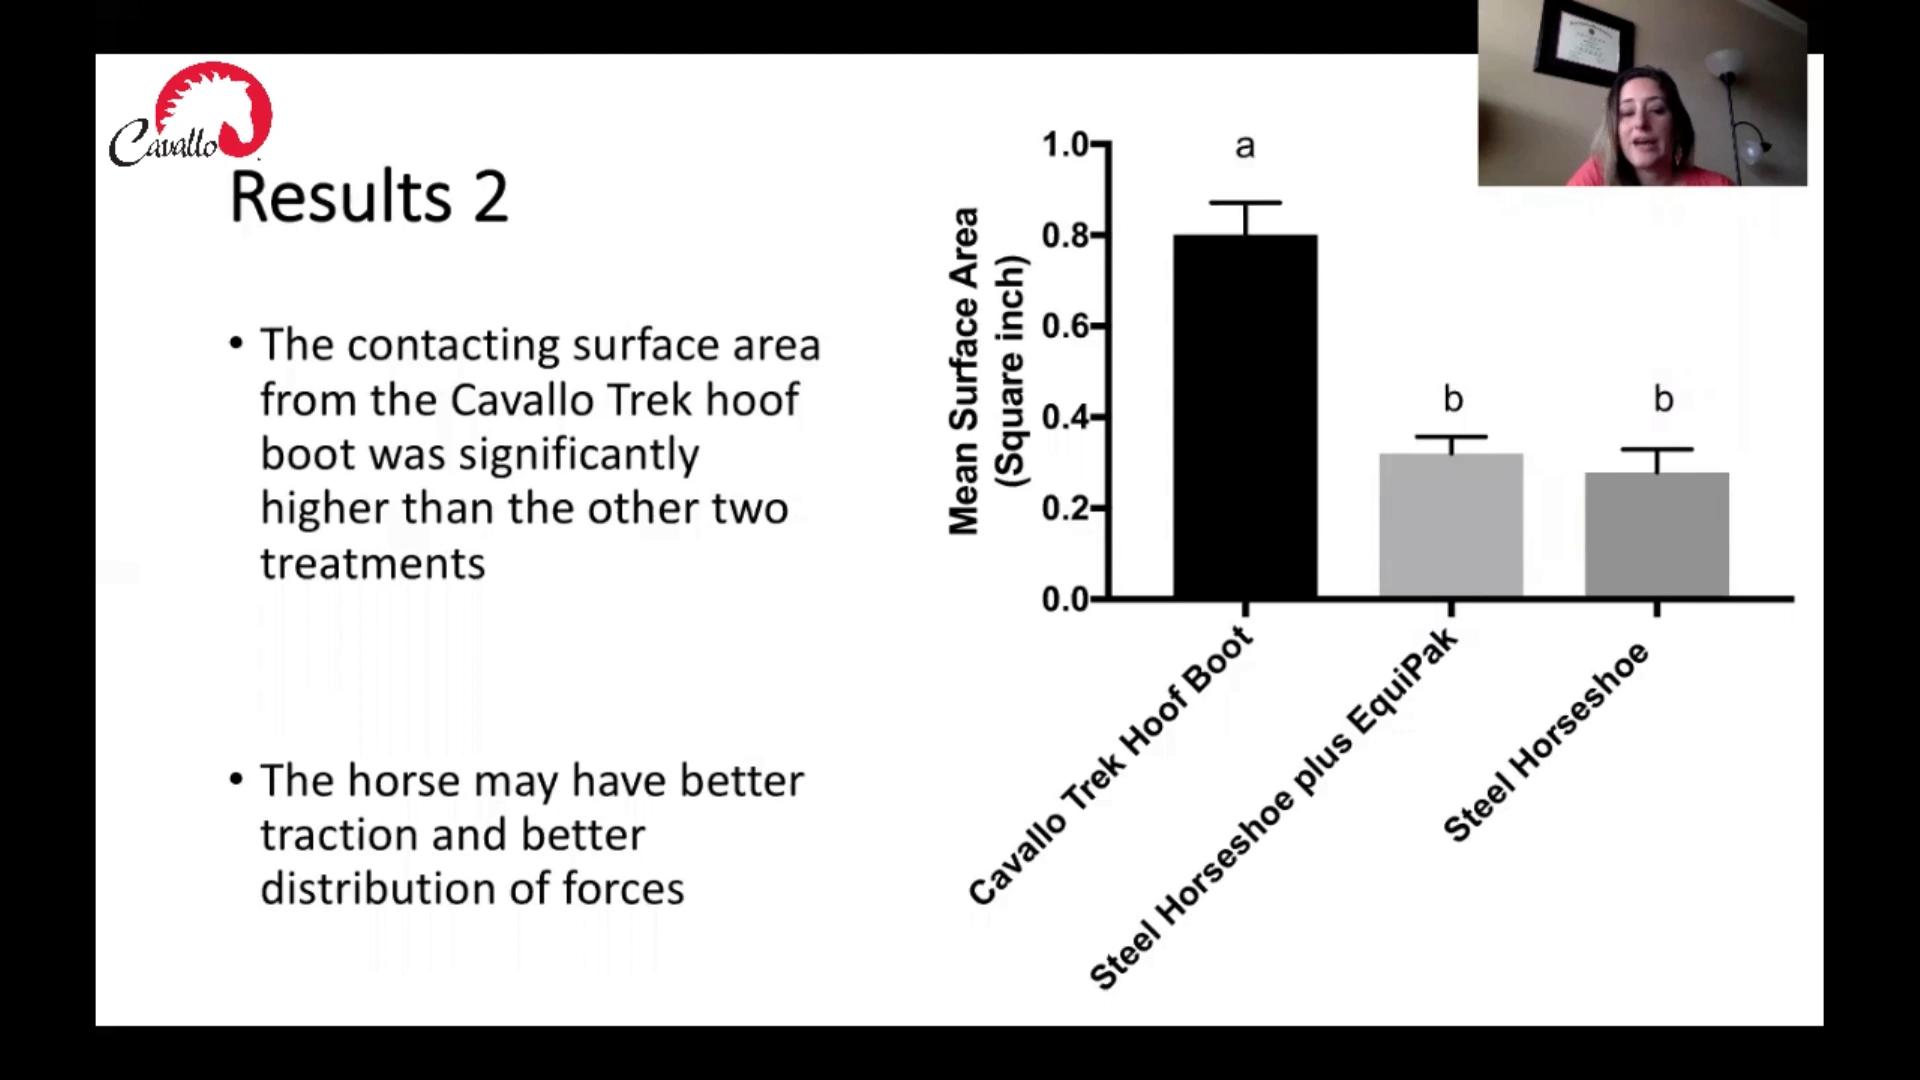 Cavallo
Results 2
• The contacting surface area
from the Cavallo Trek hoof
boot was significantly
higher than the other two
treatments
• The horse may have better
traction and better
distribution of forces
Mean Surface Area
(Square inch)
1.0
0.8
0.6
0.4
0.2
0.0
a
b
b
Cavallo Trek Hoof Boot
Steel Horseshoe plus EquiPak
Steel Horseshoe